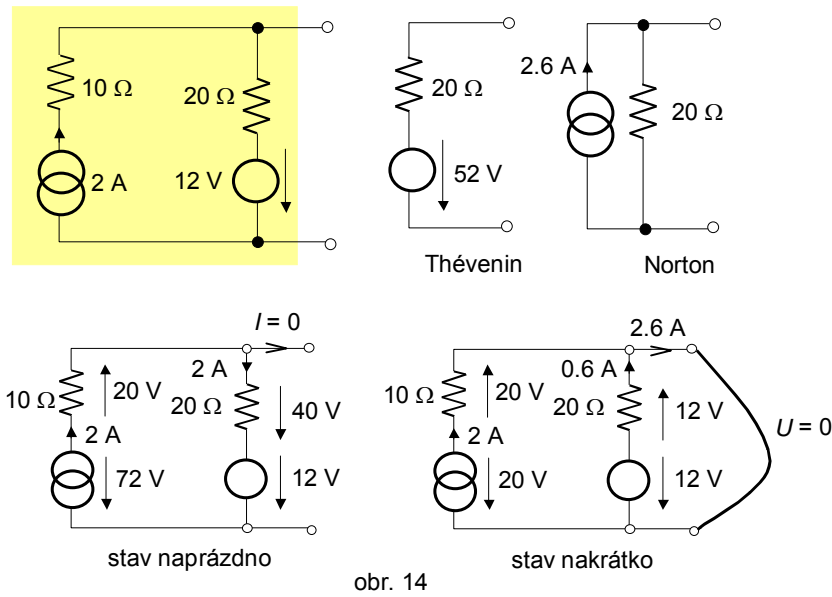 10 Ω
2 A
20 Ω
12 V
20 Ω
52 V
Thévenin
2.6 A
20 Ω
Norton
I = 0
2 A
20 V
10 Ω
20 Ω
40 V
2 A
72 V
12 V
stav naprázdno
2.6 A
0.6 A
10 Ω
20 V
20 Ω
12 V
U = 0
2 A
20 V
12 V
stav nakrátko
obr. 14